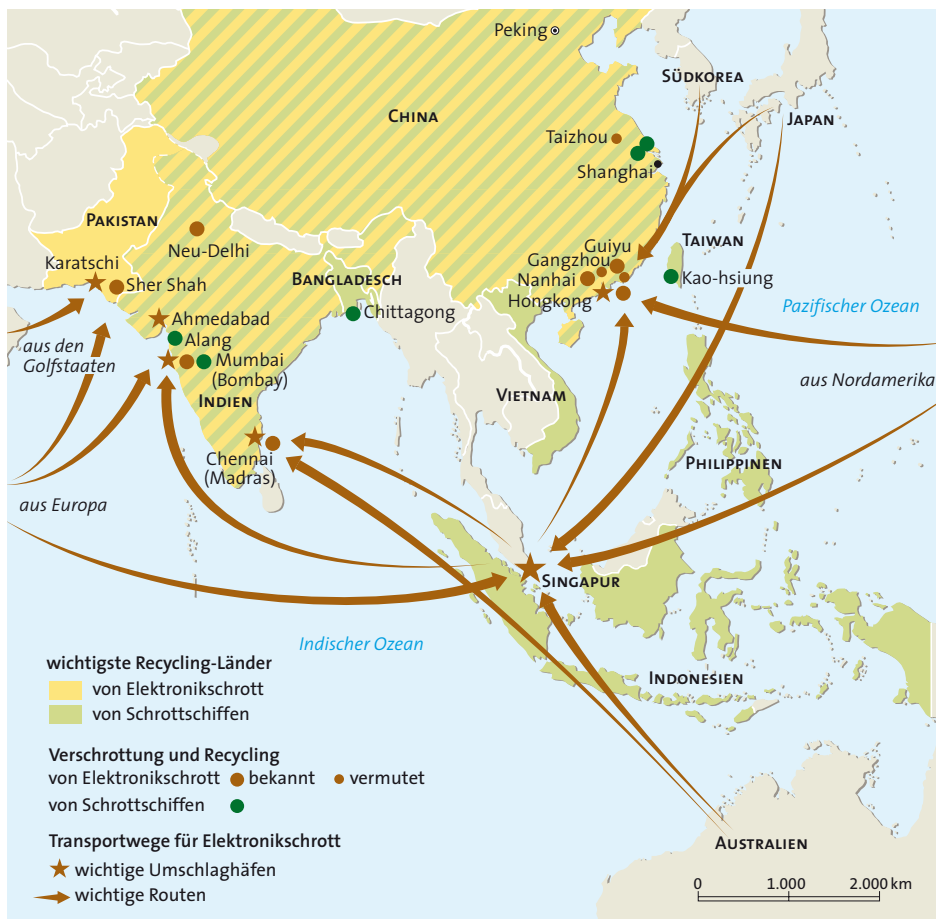 Peking
SÜDKOREA
CHINA
JAPAN
Taizhou
Shanghai
PAKISTAN
Neu-Delhi
TAIWAN
Guiyu
Gangzhou
Karatschi
BANGLADESCH
Nanhai
Kao-hsiung
Sher Shah
Hongkong
Pazifischer Ozean
Ahmedabad
Chittagong
Alang
aus den
Golfstaaten
Mumbai
(Bombay)
aus Nordamerika
VIETNAM
INDIEN
Chennai
(Madras)
PHILIPPINEN
aus Europa
SINGAPUR
Indischer Ozean
INDONESIEN
wichtigste Recycling-Länder
von Elektronikschrott
von Schrottschiffen
Verschrottung und Recycling
von Elektronikschrott bekannt vermutet
von Schrottschiffen
Transportwege für Elektronikschrott
wichtige Umschlaghäfen
wichtige Routen
AUSTRALIEN
0 1.000 2.000 km